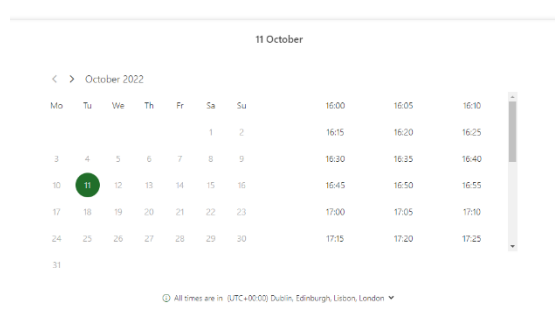 11 October
< > October 2022
Mo Tu We Th Fr Sa Su
1 2
3 4 5 6 7 8 9
10 11 12 13 14 15 16
17 18 19 20 21 22 23
24 25 26 27 28 29 30
31
16:00 16:05 16:10
16:15 16:20 16:25
16:30 16:35 16:40
16:45 16:50 16:55
17:00 17:05 17:10
17:15 17:20 17:25
All times are in (UTC+00:00) Dublin, Edinburgh, Lisbon, London